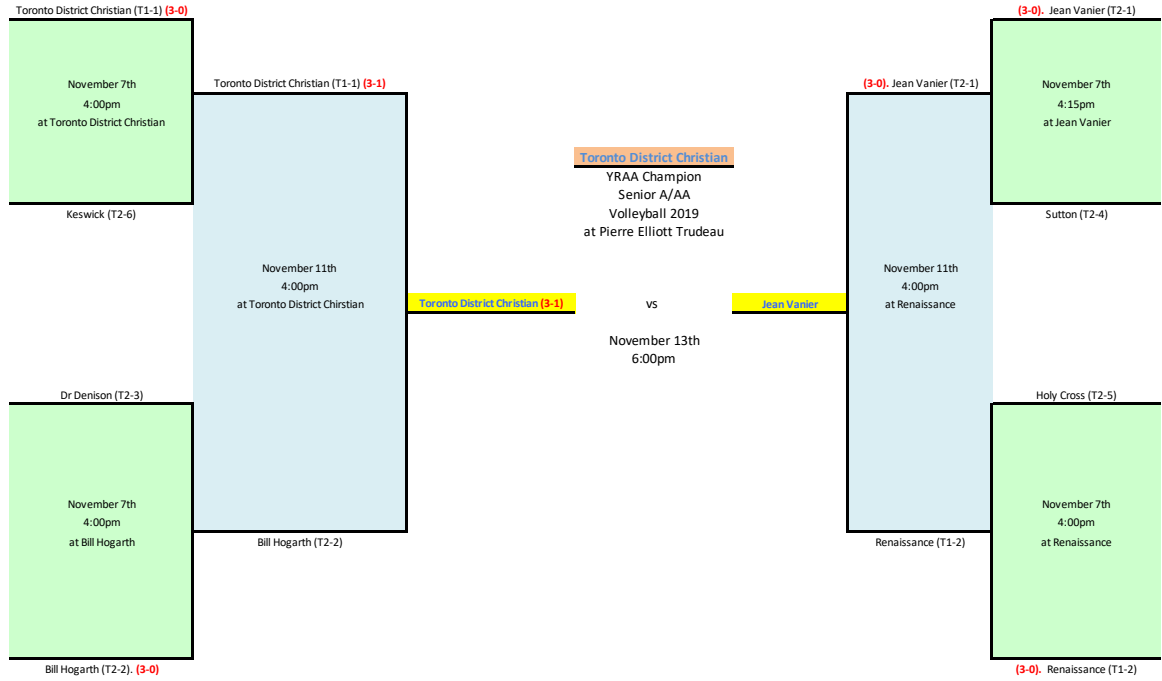 Toronto District Christian (T1-1) (3-0)
(3-0). Jean Vanier (T2-1)
November 7th
4:00pm
at Toronto District Christian
Toronto District Christian (T1-1) (3-1)
(3-0). Jean Vanier (T2-1)
November 7th
4:15pm
at Jean Vanier
Toronto District Christian
YRAA Champion
Senior A/AA
Volleyball 2019
at Pierre Elliott Trudeau
Keswick (T2-6)
Sutton (T2-4)
November 11th
4:00pm
at Toronto District Chirstian
November 11th
4:00pm
at Renaissance
Toronto District Christian (3-1)
vs
Jean Vanier
November 13th
6:00pm
Dr Denison (T2-3)
Holy Cross (T2-5)
November 7th
4:00pm
at Bill Hogarth
November 7th
4:00pm
at Renaissance
Bill Hogarth (T2-2)
Renaissance (T1-2)
Bill Hogarth (T2-2). (3-0)
(3-0). Renaissance (T1-2)